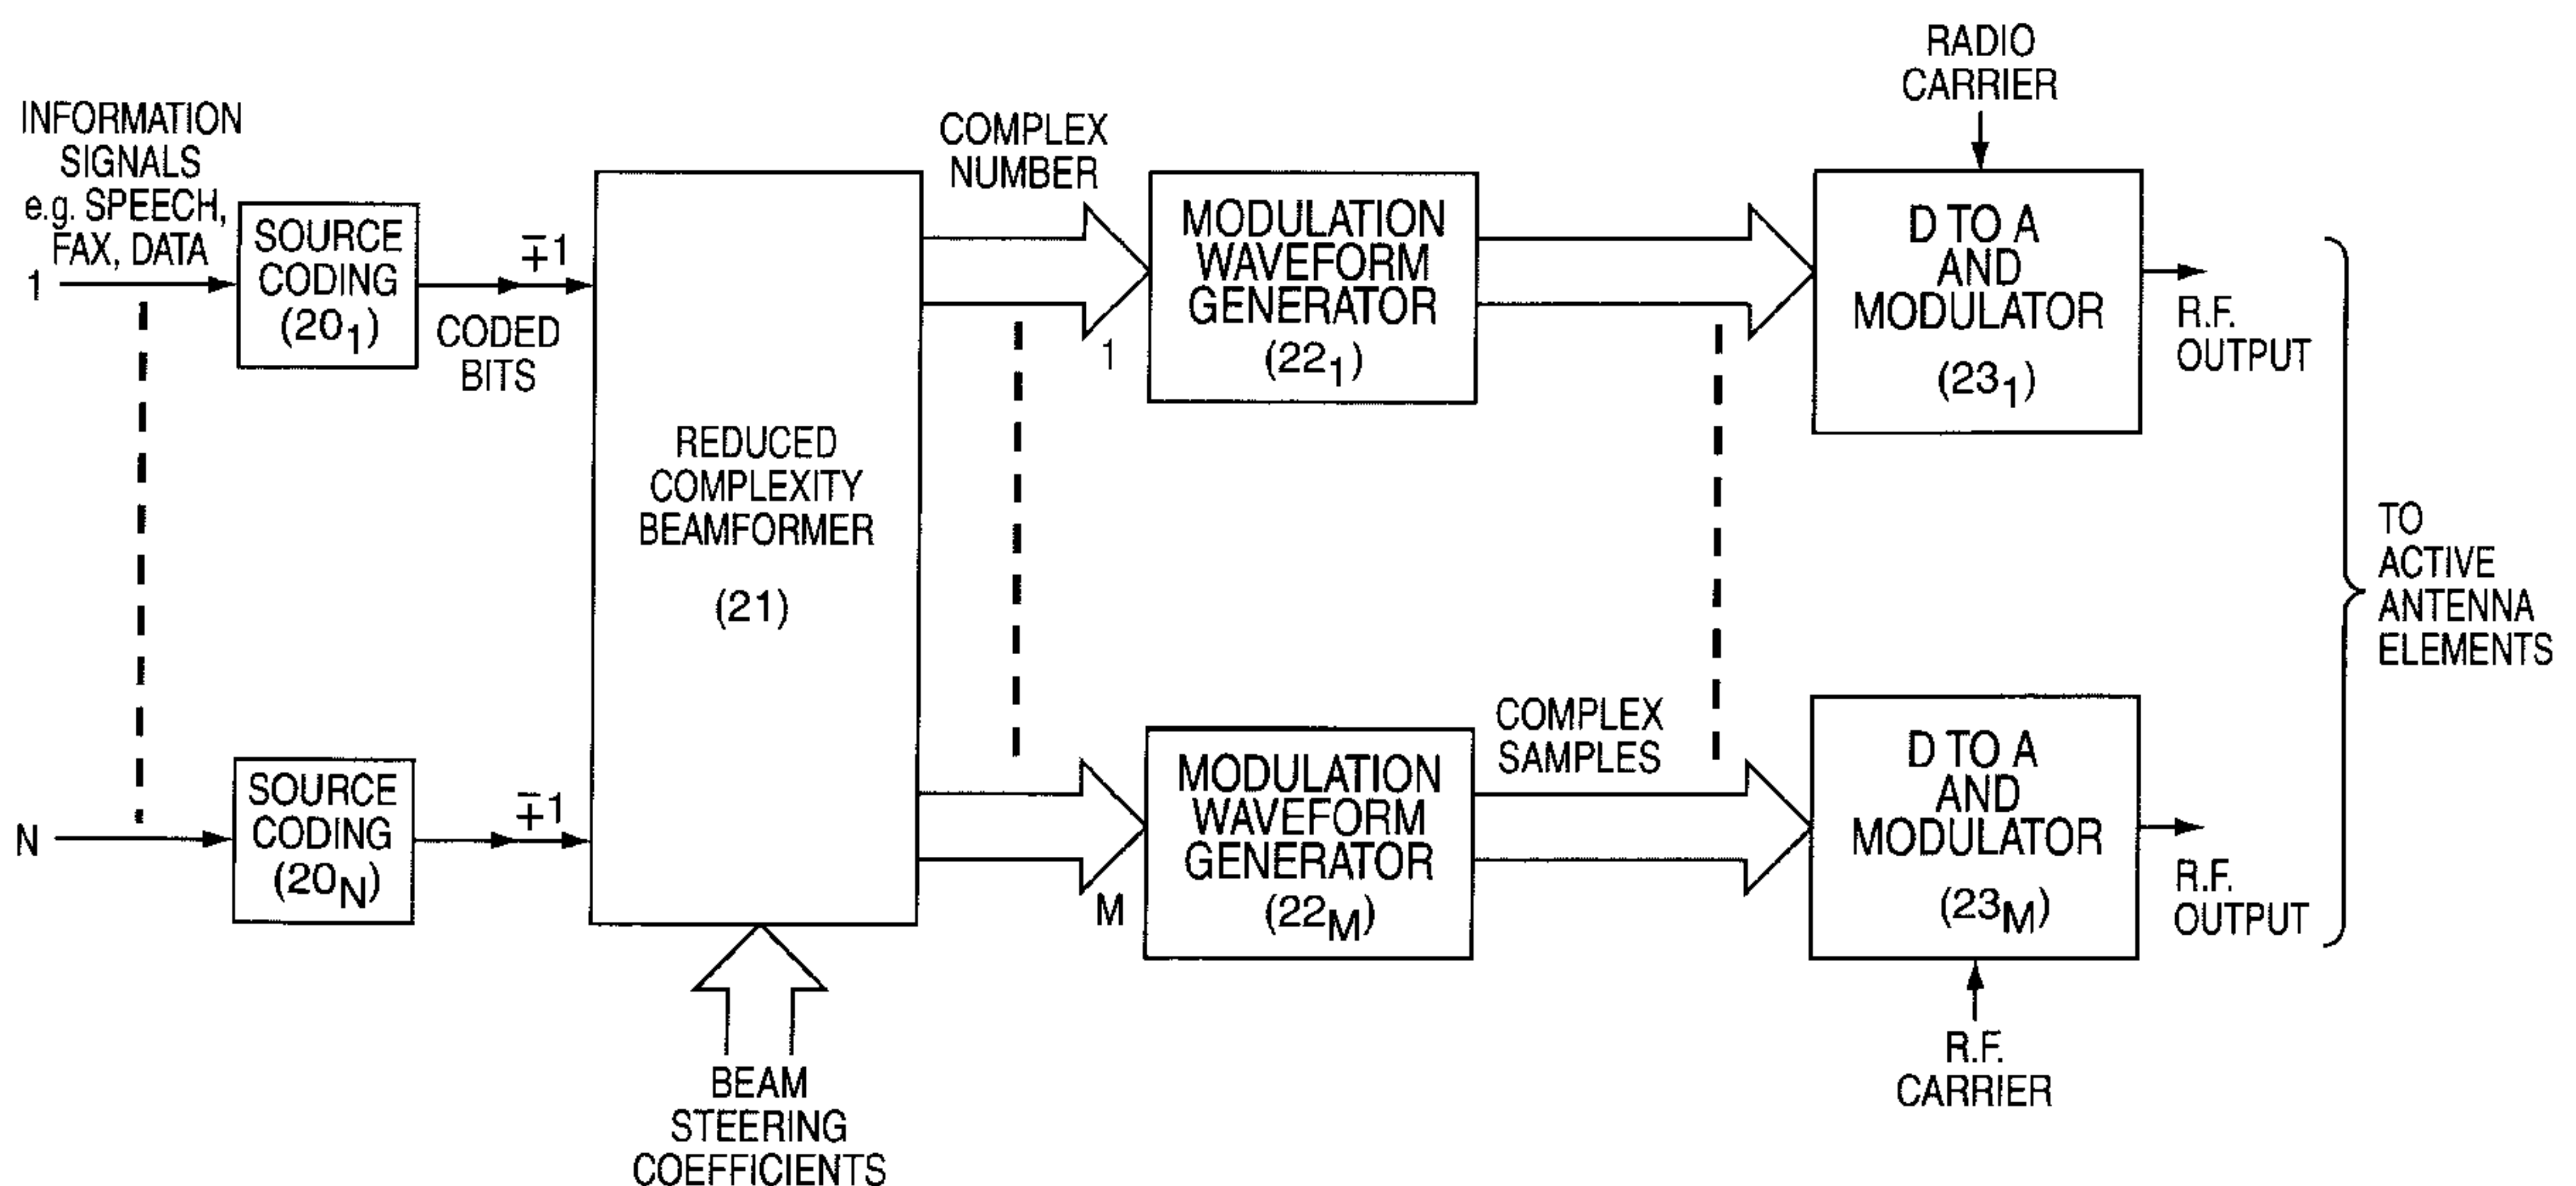 INFORMATION
SIGNALS
e.g. SPEECH,
FAX, DATA
1
SOURCE
CODING
(20₁)
∓1
CODED
BITS
N
SOURCE
CODING
(20N)
∓1
REDUCED
COMPLEXITY
BEAMFORMER
(21)
BEAM
STEERING
COEFFICIENTS
COMPLEX
NUMBER
1
MODULATION
WAVEFORM
GENERATOR
(22₁)
M
MODULATION
WAVEFORM
GENERATOR
(22M)
COMPLEX
SAMPLES
RADIO
CARRIER
D TO A
AND
MODULATOR
(23₁)
R.F.
OUTPUT
D TO A
AND
MODULATOR
(23M)
R.F.
OUTPUT
R.F.
CARRIER
TO
ACTIVE
ANTENNA
ELEMENTS